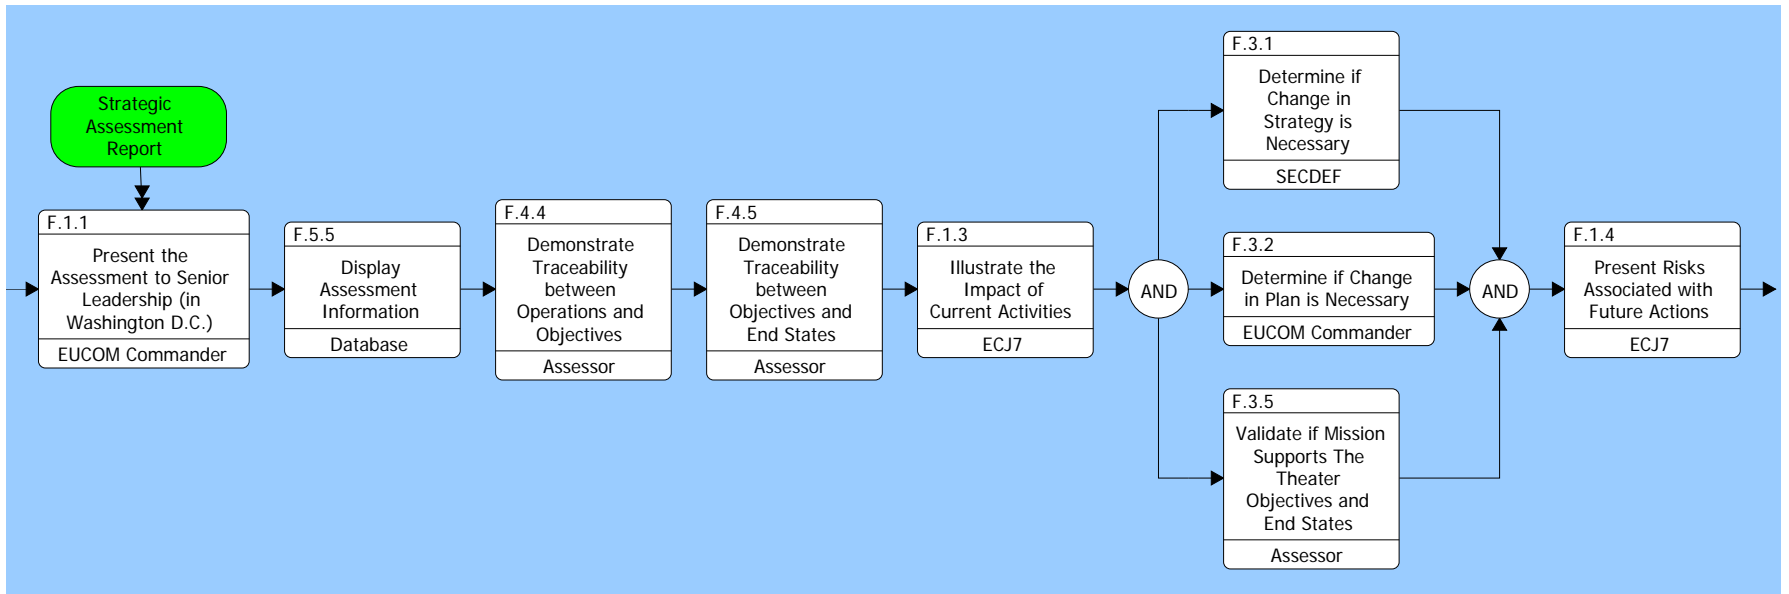 Strategic
Assessment
Report
F.1.1
Present the
Assessment to Senior
Leadership (in
Washington D.C.)
EUCOM Commander
F.5.5
Display
Assessment
Information
Database
F.4.4
Demonstrate
Traceability
between
Operations and
Objectives
Assessor
F.4.5
Demonstrate
Traceability
between
Objectives and
End States
Assessor
F.1.3
Illustrate the
Impact of
Current Activities
ECJ7
AND
F.3.1
Determine if
Change in
Strategy is
Necessary
SECDEF
F.3.2
Determine if Change
in Plan is Necessary
EUCOM Commander
F.3.5
Validate if Mission
Supports The
Theater
Objectives and
End States
Assessor
AND
F.1.4
Present Risks
Associated with
Future Actions
ECJ7